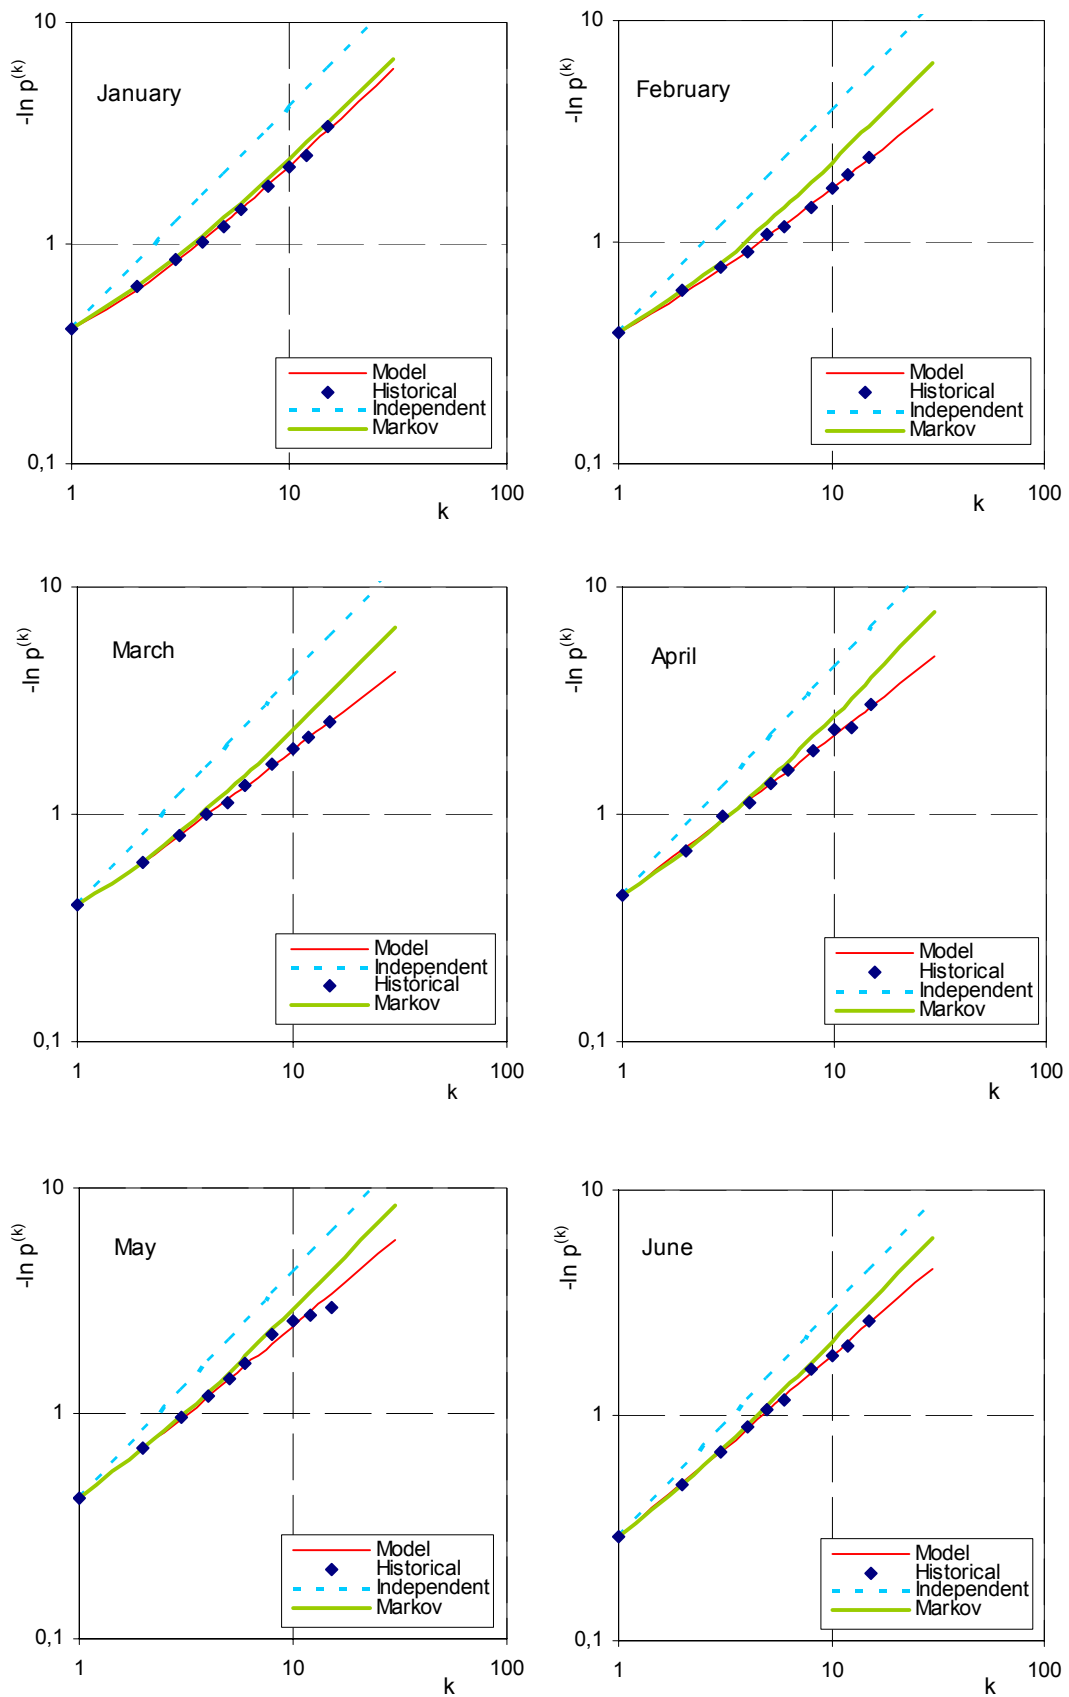 10
-ln p(k)
January
1
Model
Historical
Independent
Markov
0,1
1
10
100
k
10
-ln p(k)
February
1
Model
Historical
Independent
Markov
0,1
1
10
100
k
10
-ln p(k)
March
1
Model
Independent
Historical
Markov
0,1
1
10
100
k
10
-ln p(k)
April
1
Model
Historical
Independent
Markov
0,1
1
10
100
k
10
-ln p(k)
May
1
Model
Historical
Independent
Markov
0,1
1
10
100
k
10
-ln p(k)
June
1
Model
Historical
Independent
Markov
0,1
1
10
100
k